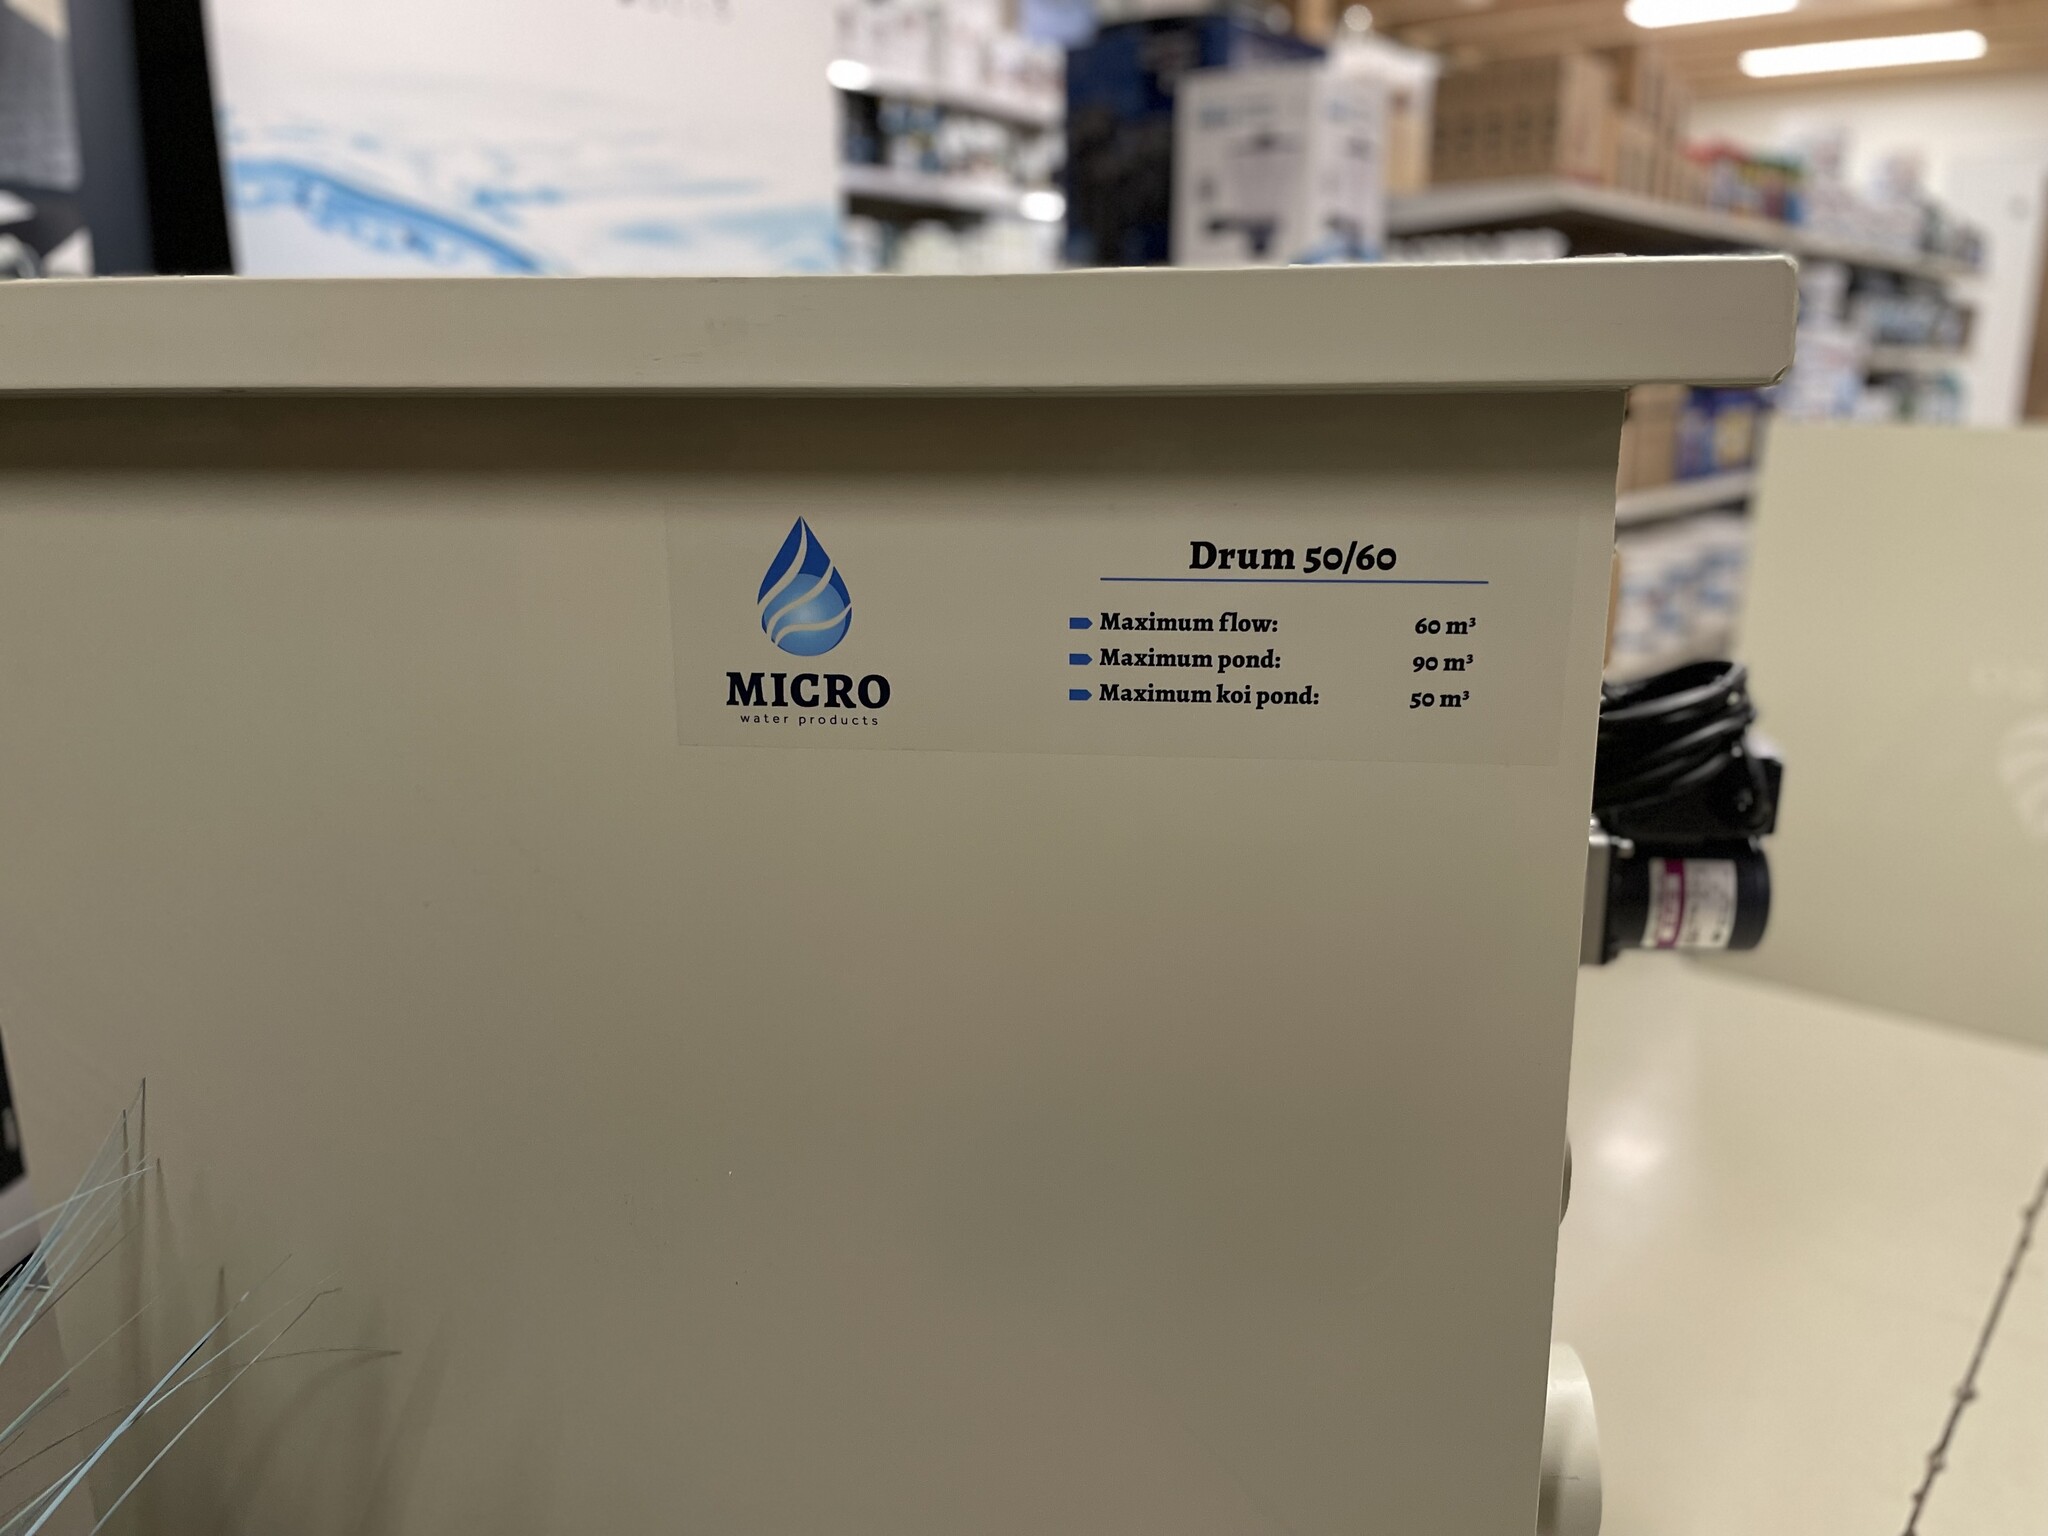 MICRO
water products
Drum 50/60
Maximum flow: 60 m³
Maximum pond: 90 m³
Maximum koi pond: 50 m³